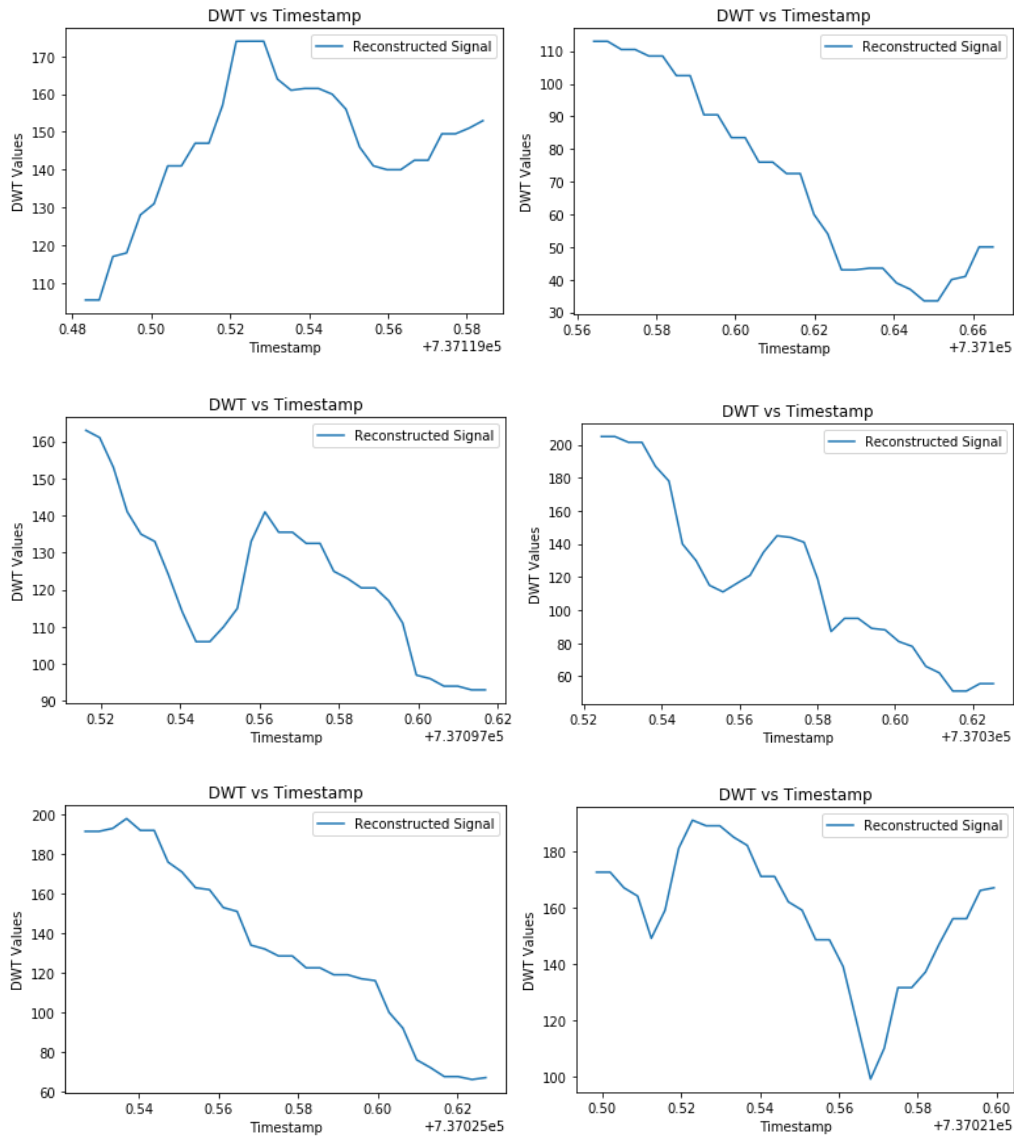 DWT vs Timestamp
Reconstructed Signal
170
160
150
140
130
120
110
DWT Values
0.48 0.50 0.52 0.54 0.56 0.58
Timestamp
+7.37119e5
DWT vs Timestamp
Reconstructed Signal
110
100
90
80
70
60
50
40
30
DWT Values
0.56 0.58 0.60 0.62 0.64 0.66
Timestamp
+7.371e5
DWT vs Timestamp
Reconstructed Signal
160
150
140
130
120
110
100
90
DWT Values
0.52 0.54 0.56 0.58 0.60 0.62
Timestamp
+7.37097e5
DWT vs Timestamp
Reconstructed Signal
200
180
160
140
120
100
80
60
DWT Values
0.52 0.54 0.56 0.58 0.60 0.62
Timestamp
+7.3703e5
DWT vs Timestamp
Reconstructed Signal
200
180
160
140
120
100
80
60
DWT Values
0.54 0.56 0.58 0.60 0.62
Timestamp
+7.37025e5
DWT vs Timestamp
Reconstructed Signal
180
160
140
120
100
DWT Values
0.50 0.52 0.54 0.56 0.58 0.60
Timestamp
+7.37021e5